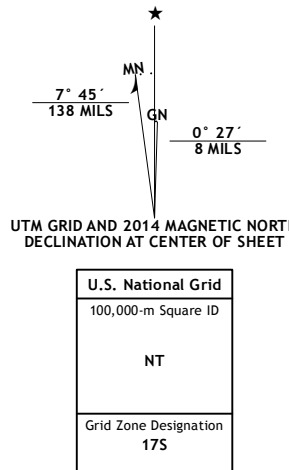 MN
7° 45´
138 MILS
GN
0° 27´
8 MILS
UTM GRID AND 2014 MAGNETIC NORT
DECLINATION AT CENTER OF SHEET
U.S. National Grid
100,000-m Square ID
NT
Grid Zone Designation
17S